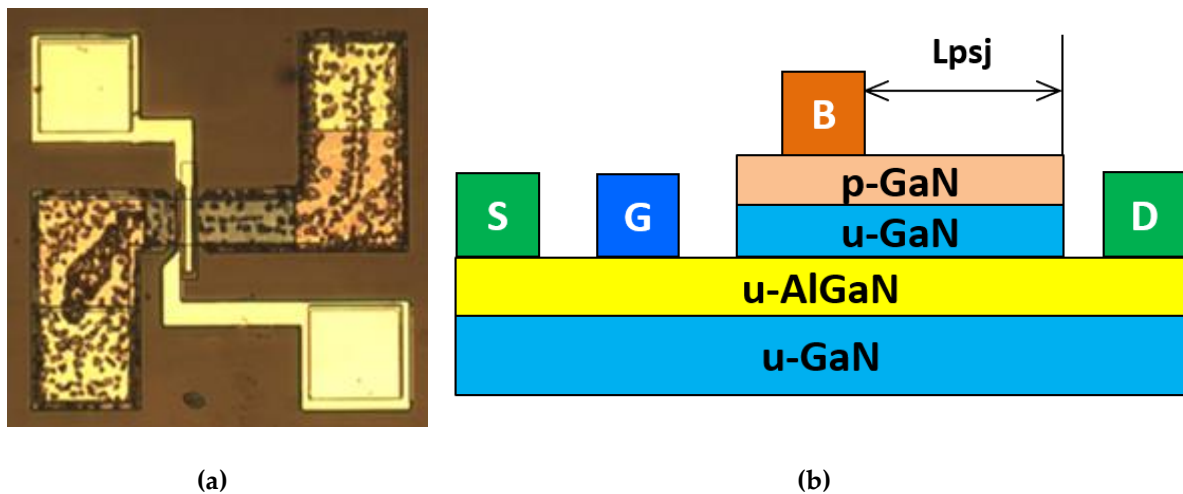 Lpsj
B
p-GaN
S
G
u-GaN
D
u-AlGaN
u-GaN
(a)
(b)